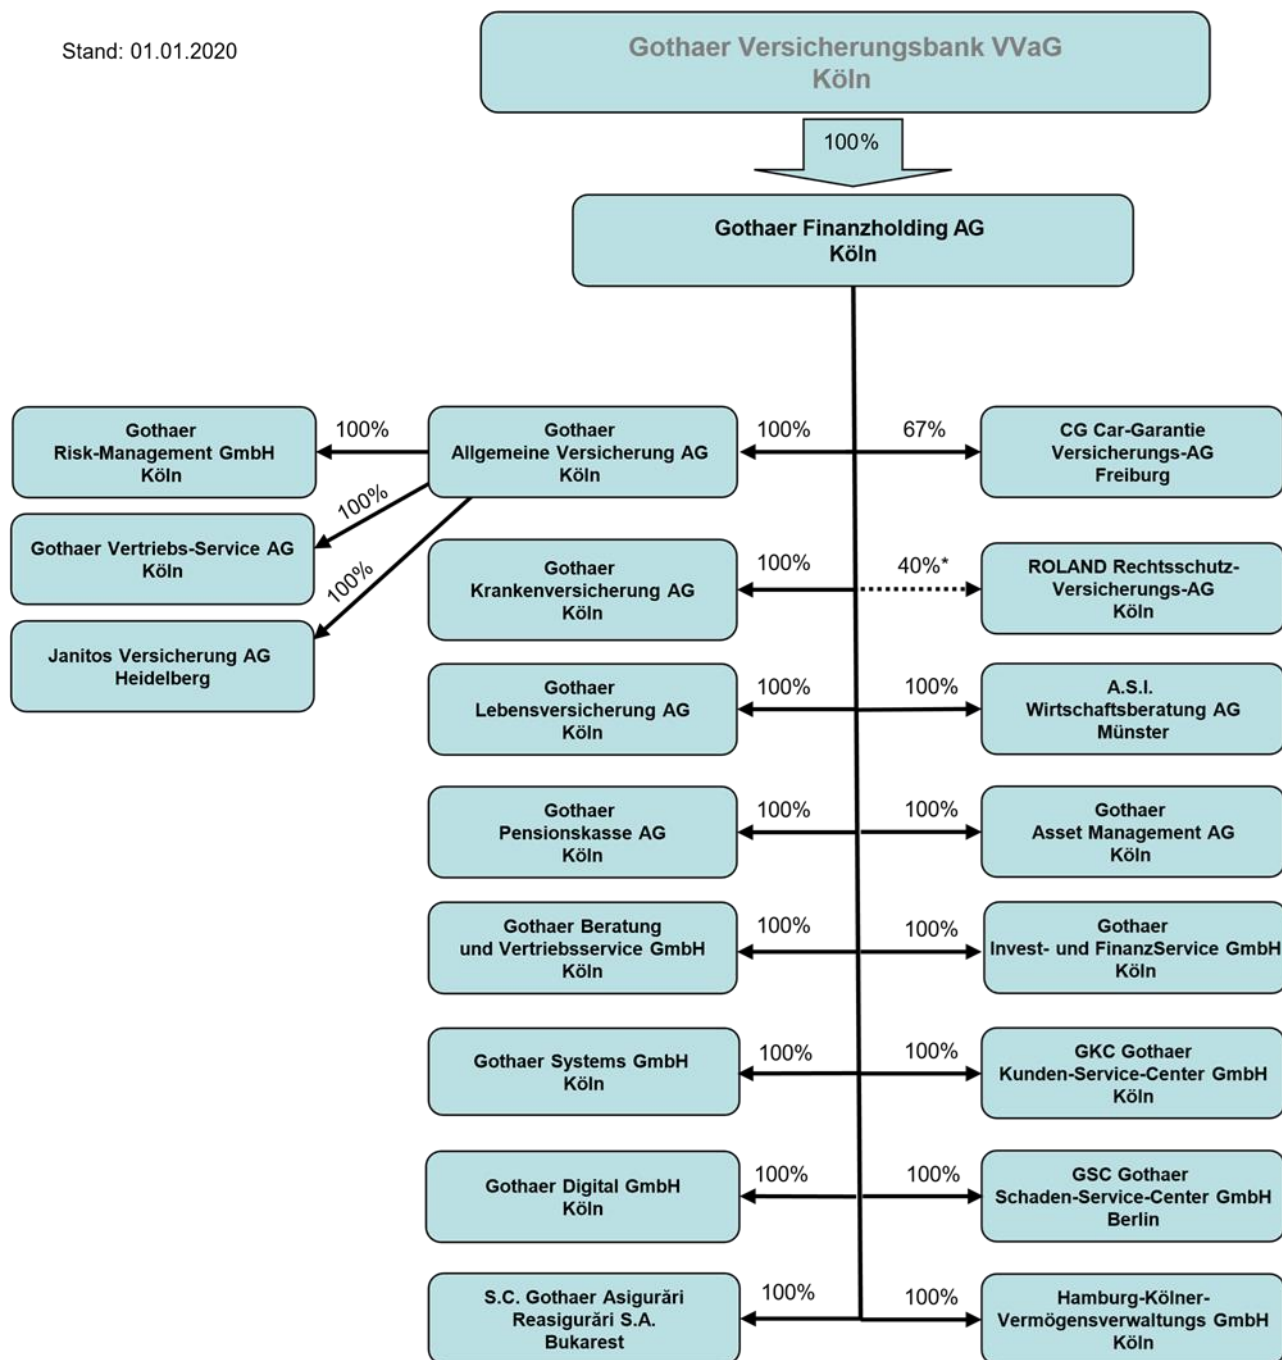 Stand: 01.01.2020
Gothaer Versicherungsbank VVaG
Köln
100%
Gothaer Finanzholding AG
Köln
Gothaer
Risk-Management GmbH
Köln
100%
Gothaer
Allgemeine Versicherung AG
Köln
100%
67%
CG Car-Garantie
Versicherungs-AG
Freiburg
100%
Gothaer Vertriebs-Service AG
Köln
100%
Janitos Versicherung AG
Heidelberg
Gothaer
Krankenversicherung AG
Köln
100%
40%*
ROLAND Rechtsschutz-
Versicherungs-AG
Köln
Gothaer
Lebensversicherung AG
Köln
100%
100%
A.S.I.
Wirtschaftsberatung AG
Münster
Gothaer
Pensionskasse AG
Köln
100%
100%
Gothaer
Asset Management AG
Köln
Gothaer Beratung
und Vertriebsservice GmbH
Köln
100%
100%
Gothaer
Invest- und FinanzService GmbH
Köln
Gothaer Systems GmbH
Köln
100%
100%
GKC Gothaer
Kunden-Service-Center GmbH
Köln
Gothaer Digital GmbH
Köln
100%
100%
GSC Gothaer
Schaden-Service-Center GmbH
Berlin
S.C. Gothaer Asigurări
Reasigurări S.A.
Bukarest
100%
100%
Hamburg-Kölner-
Vermögensverwaltungs GmbH
Köln